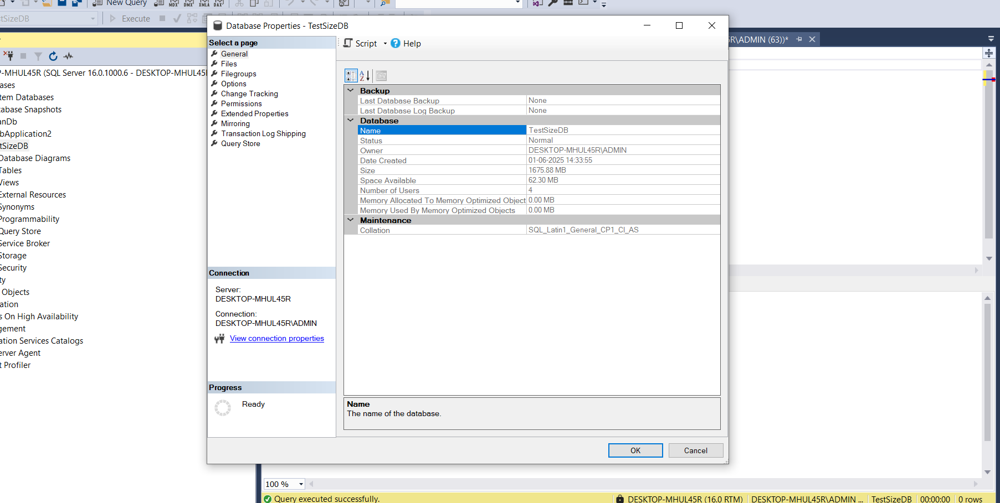 New Query
MDX
DMX
XMLA
DAX
stSizeDB
Execute
P-MHUL45R (SQL Server 16.0.1000.6 - DESKTOP-MHUL45I
ases
tem Databases
tabase Snapshots
anDb
bApplication2
tSizeDB
Database Diagrams
Tables
Views
External Resources
Synonyms
Programmability
Query Store
Service Broker
Storage
Security
ty
Objects
ation
s On High Availability
gement
ation Services Catalogs
erver Agent
t Profiler
Database Properties - TestSizeDB
Select a page
General
Files
Filegroups
Options
Change Tracking
Permissions
Extended Properties
Mirroring
Transaction Log Shipping
Query Store
Connection
Server:
DESKTOP-MHUL45R
Connection:
DESKTOP-MHUL45R\ADMIN
View connection properties
Progress
Ready
Script
Help
Backup
Last Database Backup None
Last Database Log Backup None
Database
Name TestSizeDB
Status Normal
Owner DESKTOP-MHUL45R\ADMIN
Date Created 01-06-2025 14:33:55
Size 1675.88 MB
Space Available 62.30 MB
Number of Users 4
Memory Allocated To Memory Optimized Object 0.00 MB
Memory Used By Memory Optimized Objects 0.00 MB
Maintenance
Collation SQL_Latin1_General_CP1_CI_AS
Name
The name of the database.
OK Cancel
R\ADMIN (63))*
100 %
Query executed successfully.
DESKTOP-MHUL45R (16.0 RTM) DESKTOP-MHUL45R\ADMIN ... TestSizeDB 00:00:00 0 rows